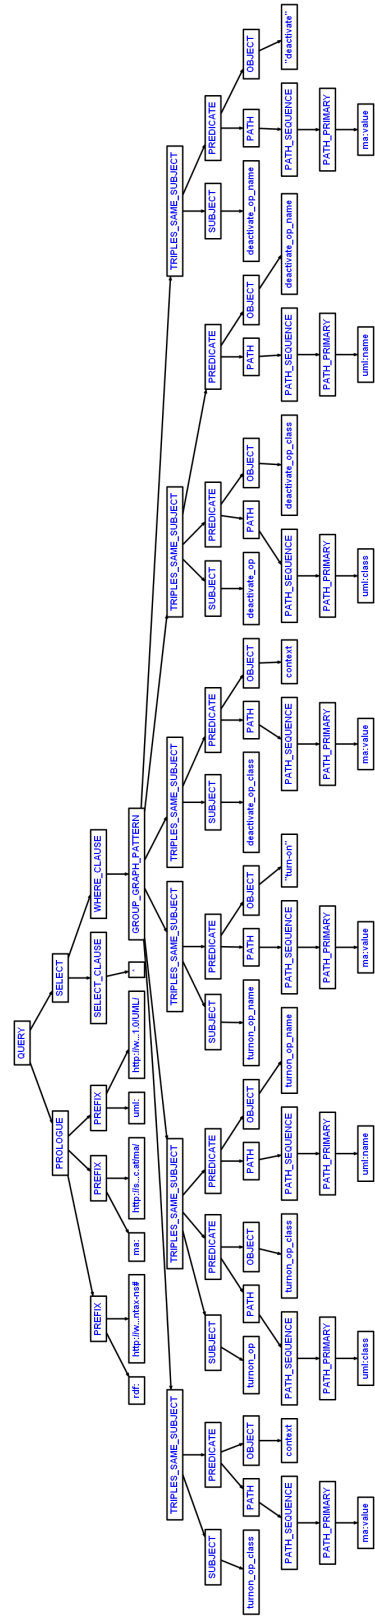 QUERY
PROLOGUE SELECT
PREFIX PREFIX PREFIX SELECT_CLAUSE WHERE_CLAUSE
rdf: http://w...ntax-ns# ma: http://s...c.at/ma/ uml: http://w...1.0/UML/ * GROUP_GRAPH_PATTERN
TRIPLES_SAME_SUBJECT TRIPLES_SAME_SUBJECT TRIPLES_SAME_SUBJECT TRIPLES_SAME_SUBJECT TRIPLES_SAME_SUBJECT TRIPLES_SAME_SUBJECT
SUBJECT PREDICATE SUBJECT PREDICATE PREDICATE SUBJECT PREDICATE SUBJECT PREDICATE SUBJECT PREDICATE PREDICATE SUBJECT PREDICATE
turnon_op_class PATH OBJECT turnon_op PATH OBJECT PATH OBJECT turnon_op_name PATH OBJECT deactivate_op_class PATH OBJECT deactivate_op PATH OBJECT PATH OBJECT deactivate_op_name PATH OBJECT
PATH_SEQUENCE context PATH_SEQUENCE turnon_op_class PATH_SEQUENCE turnon_op_name PATH_SEQUENCE "turn-on" PATH_SEQUENCE context PATH_SEQUENCE deactivate_op_class PATH_SEQUENCE deactivate_op_name PATH_SEQUENCE "deactivate"
PATH_PRIMARY PATH_PRIMARY PATH_PRIMARY PATH_PRIMARY PATH_PRIMARY PATH_PRIMARY PATH_PRIMARY PATH_PRIMARY
ma:value uml:class uml:name ma:value ma:value uml:class uml:name ma:value